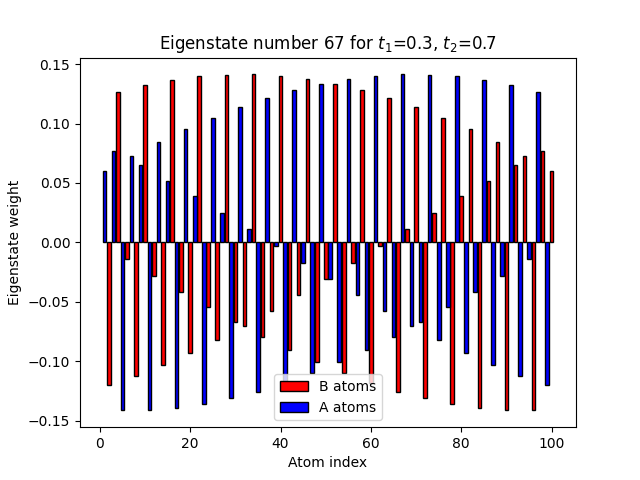 Eigenstate number 67 for t₁=0.3, t₂=0.7
Eigenstate weight
0.15
0.10
0.05
0.00
−0.05
−0.10
−0.15
B atoms
A atoms
0 20 40 60 80 100
Atom index